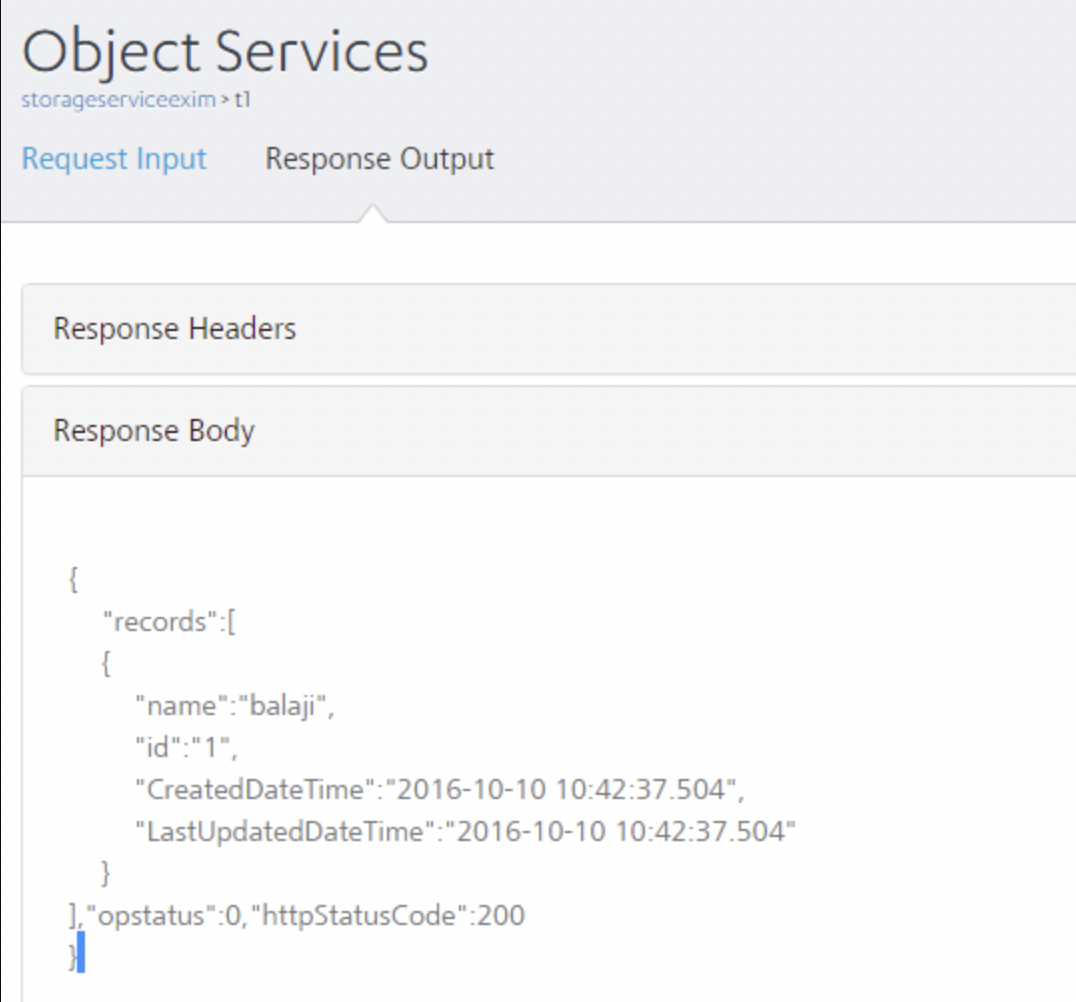 Object Services
storageserviceexim > t1
Request Input Response Output
Response Headers
Response Body
{
"records":[
{
"name":"balaji",
"id":"1",
"CreatedDateTime":"2016-10-10 10:42:37.504",
"LastUpdatedDateTime":"2016-10-10 10:42:37.504"
}
],"opstatus":0,"httpStatusCode":200
}